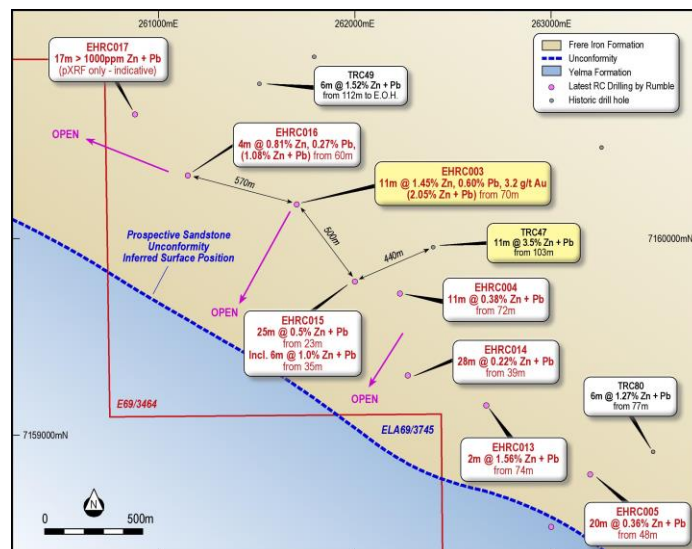 261000mE
262000mE
263000mE
EHRC017
17m > 1000ppm Zn + Pb
(pXRF only - indicative)
TRC49
6m @ 1.52% Zn + Pb
from 112m to E.O.H.
Frere Iron Formation
Unconformity
Yelma Formation
Latest RC Drilling by Rumble
Historic drill hole
OPEN
EHRC016
4m @ 0.81% Zn, 0.27% Pb,
(1.08% Zn + Pb) from 60m
EHRC003
11m @ 1.45% Zn, 0.60% Pb, 3.2 g/t Au
(2.05% Zn + Pb) from 70m
570m
500m
440m
Prospective Sandstone
Unconformity
Inferred Surface Position
TRC47
11m @ 3.5% Zn + Pb
from 103m
7160000mN
OPEN
EHRC015
25m @ 0.5% Zn + Pb
from 23m
Incl. 6m @ 1.0% Zn + Pb
from 35m
EHRC004
11m @ 0.38% Zn + Pb
from 72m
EHRC014
28m @ 0.22% Zn + Pb
from 39m
OPEN
TRC80
6m @ 1.27% Zn + Pb
from 77m
E69/3464
ELA69/3745
7159000mN
EHRC013
2m @ 1.56% Zn + Pb
from 74m
EHRC005
20m @ 0.36% Zn + Pb
from 48m
N
0
500m